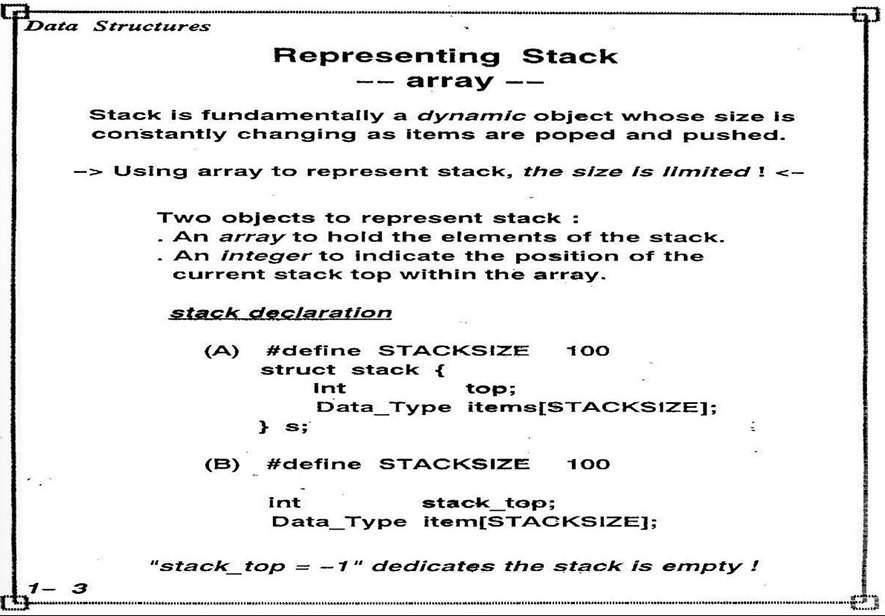 Data Structures
Representing Stack
-- array --
Stack is fundamentally a dynamic object whose size is
constantly changing as items are poped and pushed.
-> Using array to represent stack, the size is limited ! <-
Two objects to represent stack :
. An array to hold the elements of the stack.
. An integer to indicate the position of the
current stack top within the array.
stack declaration
(A) #define STACKSIZE 100
struct stack {
int top;
Data_Type items[STACKSIZE];
} s;
(B) #define STACKSIZE 100
int stack_top;
Data_Type item[STACKSIZE];
"stack_top = -1" dedicates the stack is empty !
1- 3